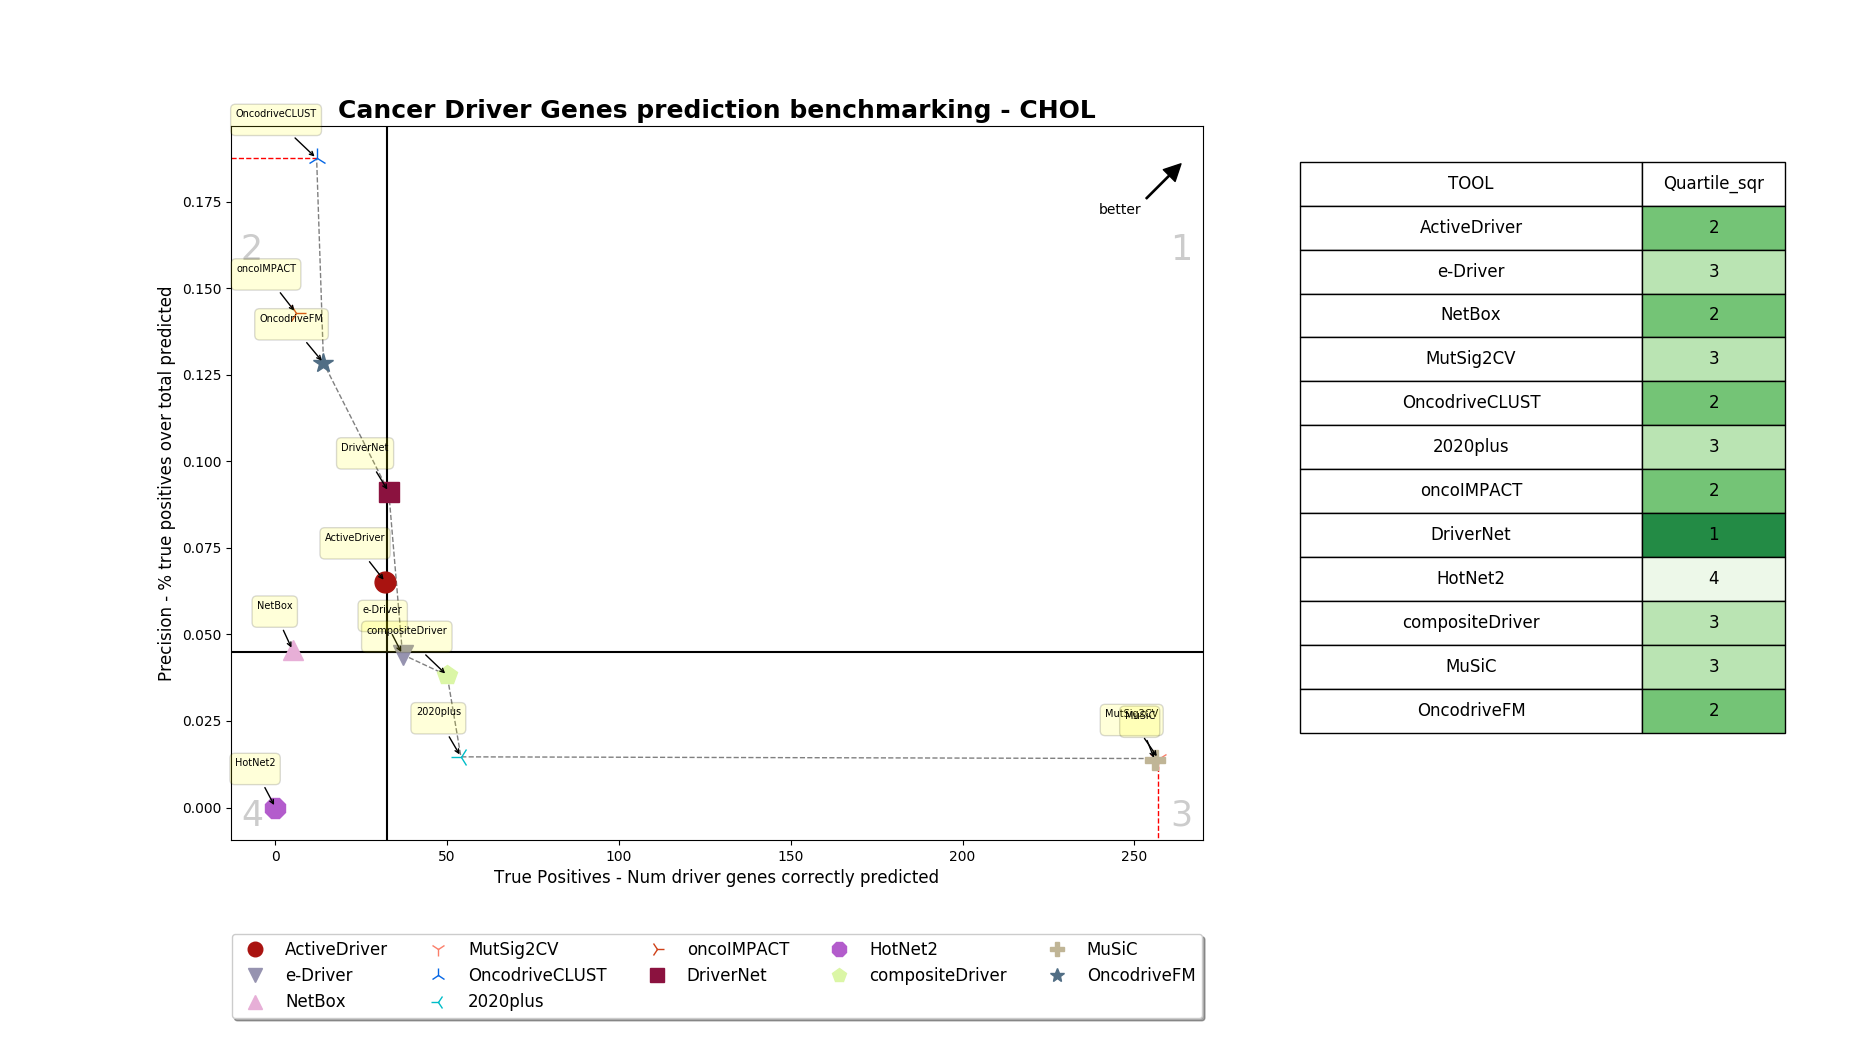 Cancer Driver Genes prediction benchmarking - CHOL
OncodriveCLUST
better
2
1
oncoIMPACT
OncodriveFM
DriverNet
ActiveDriver
NetBox
e-Driver
compositeDriver
2020plus
MutSig2CV
MuSiC
HotNet2
4
3
Precision - % true positives over total predicted
0.175
0.150
0.125
0.100
0.075
0.050
0.025
0.000
0 50 100 150 200 250
True Positives - Num driver genes correctly predicted
ActiveDriver MutSig2CV oncoIMPACT HotNet2 MuSiC
e-Driver OncodriveCLUST DriverNet compositeDriver OncodriveFM
NetBox 2020plus
TOOL Quartile_sqr
ActiveDriver 2
e-Driver 3
NetBox 2
MutSig2CV 3
OncodriveCLUST 2
2020plus 3
oncoIMPACT 2
DriverNet 1
HotNet2 4
compositeDriver 3
MuSiC 3
OncodriveFM 2